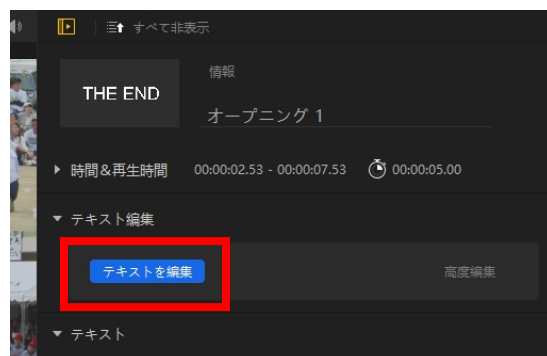 すべて非表示
THE END
情報
オープニング 1
時間&再生時間 00:00:02.53 - 00:00:07.53 00:00:05.00
テキスト編集
テキストを編集 高度編集
テキスト